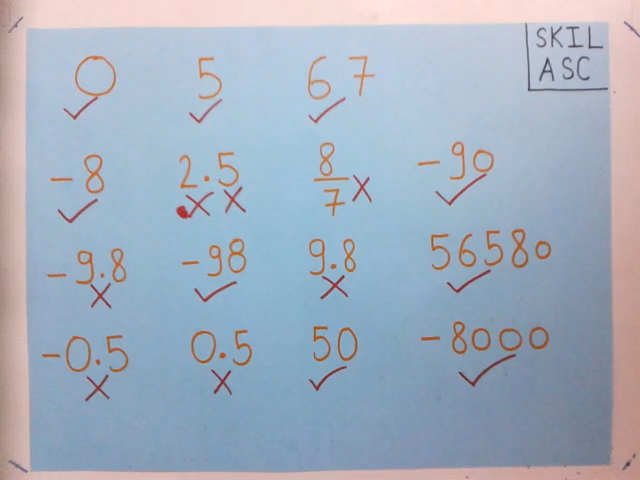 SKIL
ASC
0 5 67
✓ ✓ ✓
-8 2.5 8/7 ✗ -90
✓ ✗ ✗ ✓
-9.8 -98 9.8 56580
✗ ✓ ✗ ✓
-0.5 0.5 50 -8000
✗ ✗ ✓ ✓